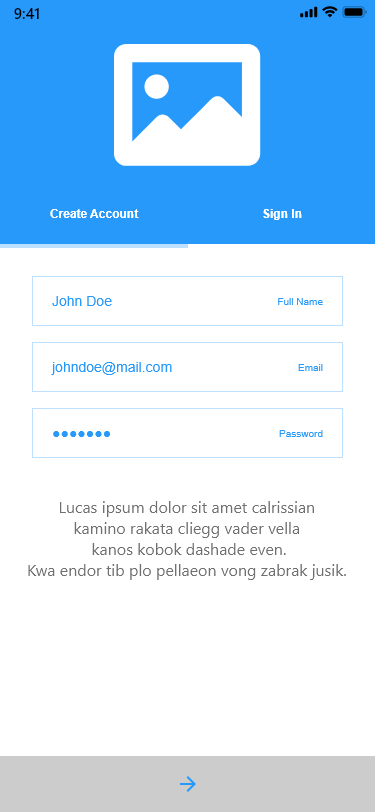 9:41
Create Account
Sign In
John Doe
Full Name
johndoe@mail.com
Email
●●●●●●●
Password
Lucas ipsum dolor sit amet calrissian
kamino rakata cliegg vader vella
kanos kobok dashade even.
Kwa endor tib plo pellaeon vong zabrak jusik.